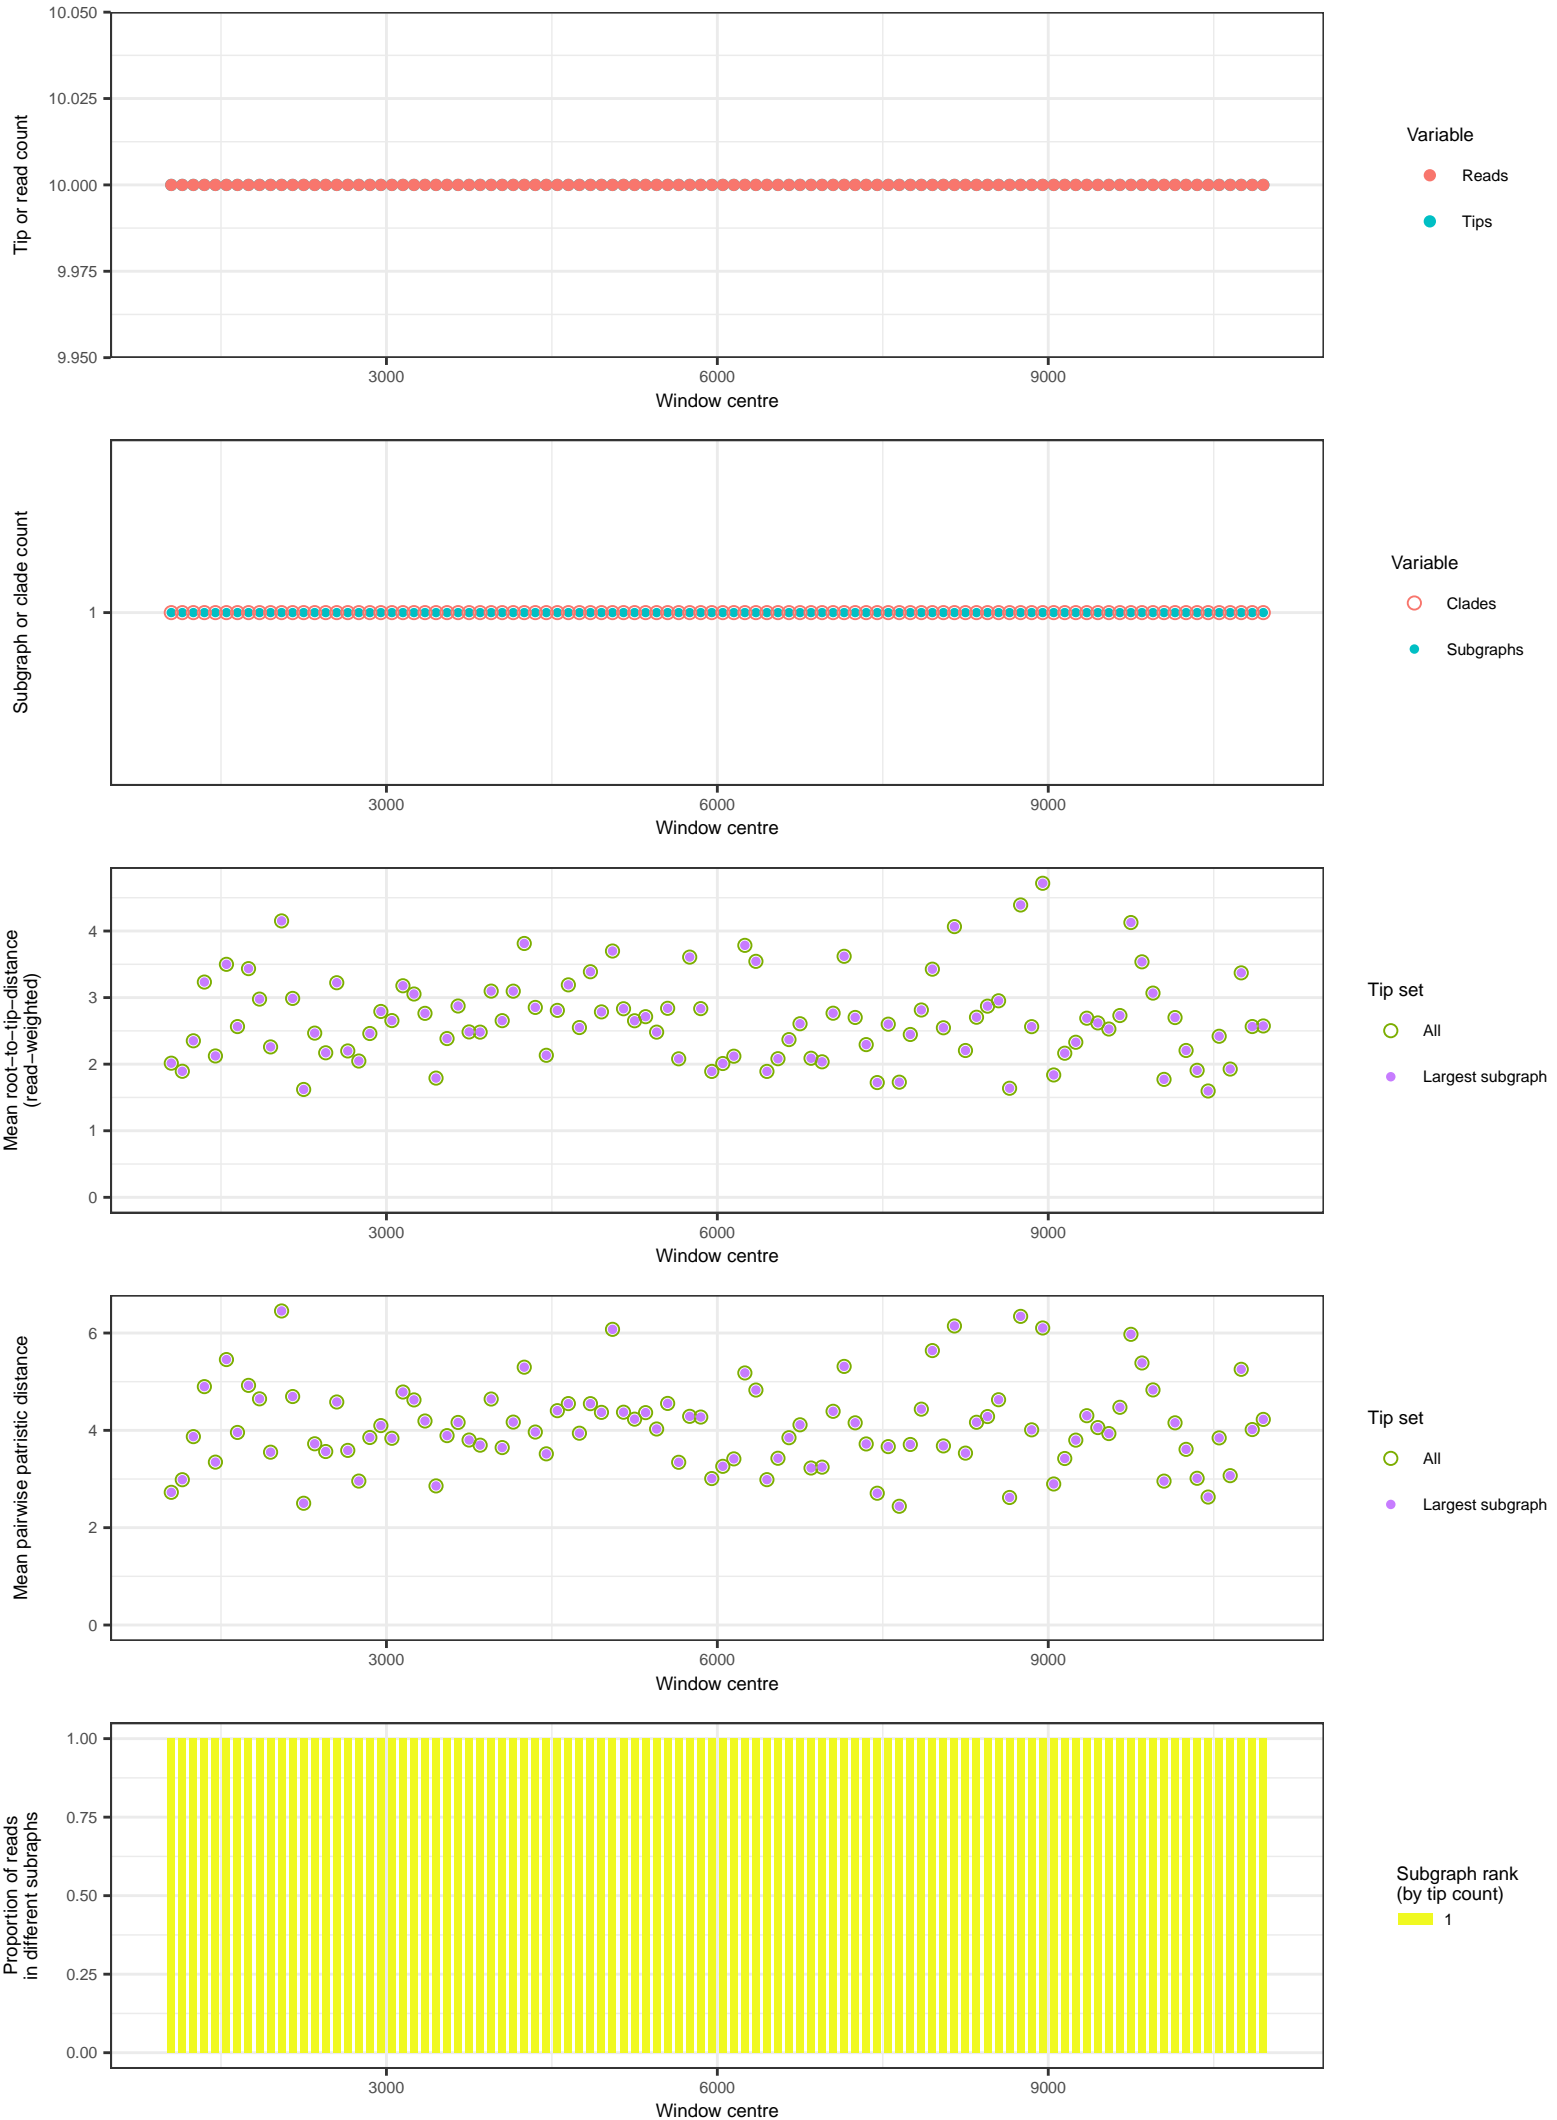 10.050
10.025
10.000
9.975
9.950
Tip or read count
3000
6000
9000
Window centre
Variable
Reads
Tips
1
Subgraph or clade count
3000
6000
9000
Window centre
Variable
Clades
Subgraphs
4
3
2
1
0
Mean root−to−tip−distance
(read−weighted)
3000
6000
9000
Window centre
Tip set
All
Largest subgraph
6
4
2
0
Mean pairwise patristic distance
3000
6000
9000
Window centre
Tip set
All
Largest subgraph
1.00
0.75
0.50
0.25
0.00
Proportion of reads
in different subraphs
3000
6000
9000
Window centre
Subgraph rank
(by tip count)
1